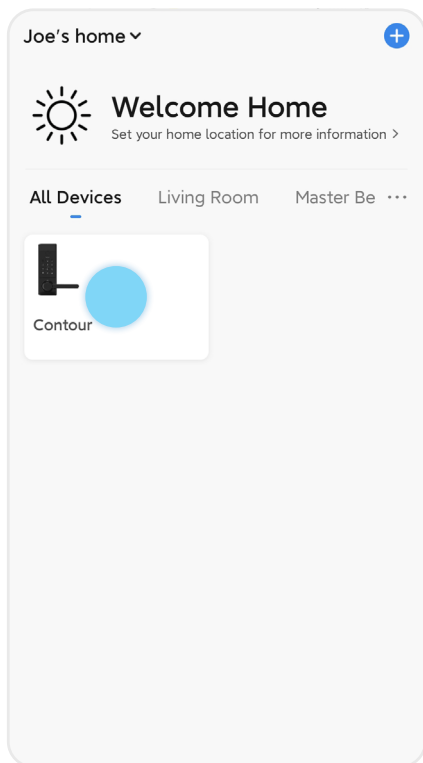 Joe's home
Welcome Home
Set your home location for more information >
All Devices Living Room Master Be ···
Contour